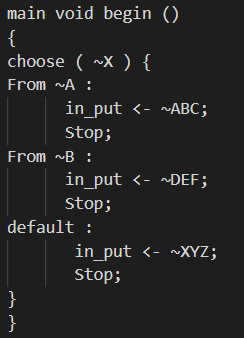 main void begin ()
{
choose ( ~X ) {
From ~A :
in_put <- ~ABC;
Stop;
From ~B :
in_put <- ~DEF;
Stop;
default :
in_put <- ~XYZ;
Stop;
}
}